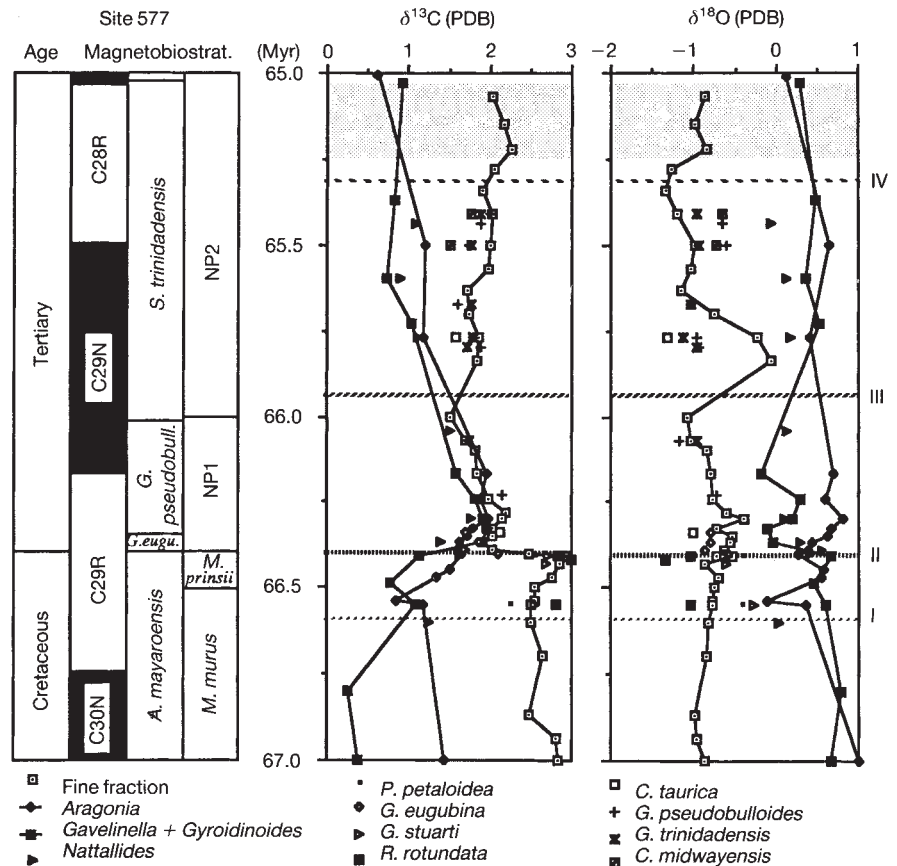 Site 577 δ¹³C (PDB) δ¹⁸O (PDB)
Age Magnetobiostrat. (Myr) 0 1 2 3 −2 −1 0 1
65.0
IV
65.5
66.0
III
II
66.5
I
67.0
Tertiary
Cretaceous
C28R
C29N
C29R
C30N
S. trinidadensis
G. pseudobull.
G.eugu.
A. mayaroensis
NP2
NP1
M. prinsii
M. murus
Fine fraction
Aragonia
Gavelinella + Gyroidinoides
Nattallides
P. petaloidea
G. eugubina
G. stuarti
R. rotundata
C. taurica
G. pseudobulloides
G. trinidadensis
C. midwayensis